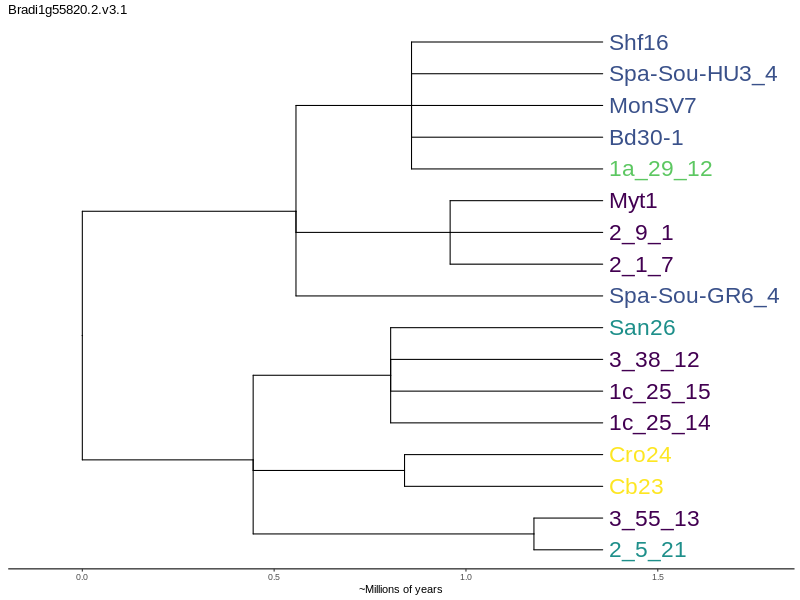 Bradi1g55820.2.v3.1
Shf16
Spa-Sou-HU3_4
MonSV7
Bd30-1
1a_29_12
Myt1
2_9_1
2_1_7
Spa-Sou-GR6_4
San26
3_38_12
1c_25_15
1c_25_14
Cro24
Cb23
3_55_13
2_5_21
0.0 0.5 1.0 1.5
~Millions of years